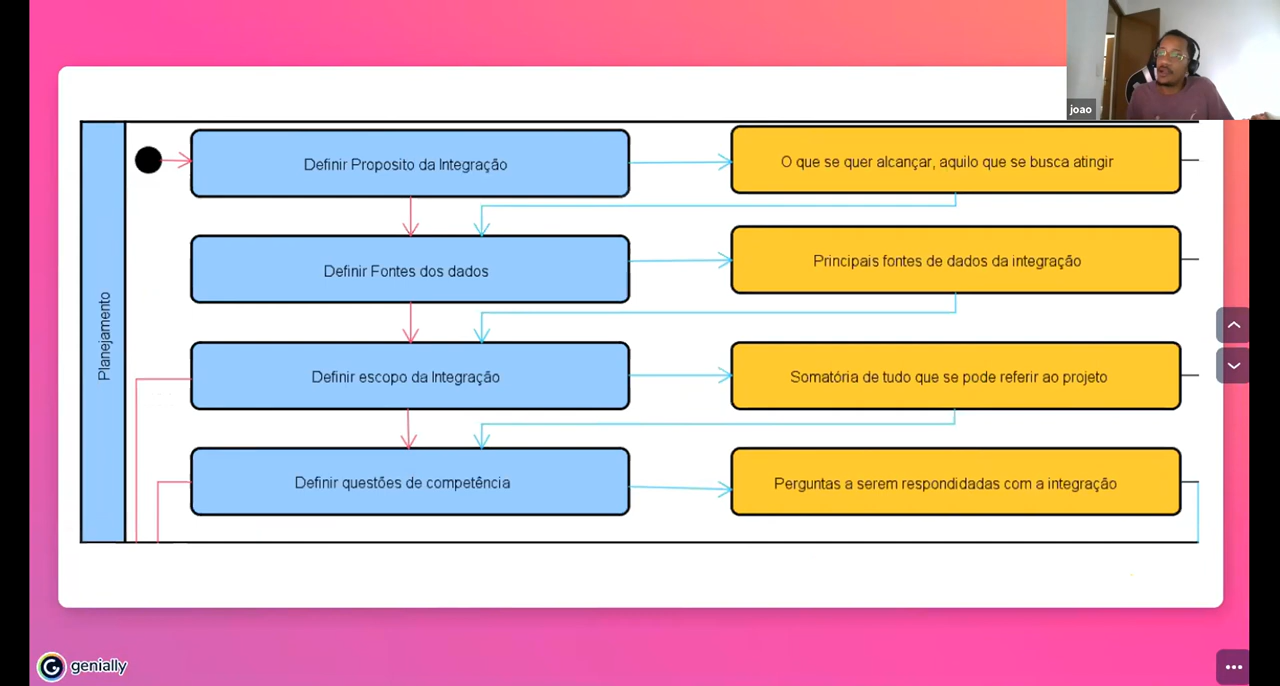 joao
Definir Proposito da Integração
O que se quer alcançar, aquilo que se busca atingir
Definir Fontes dos dados
Principais fontes de dados da integração
Planejamento
Definir escopo da Integração
Somatória de tudo que se pode referir ao projeto
Definir questões de competência
Perguntas a serem respondidadas com a integração
genially